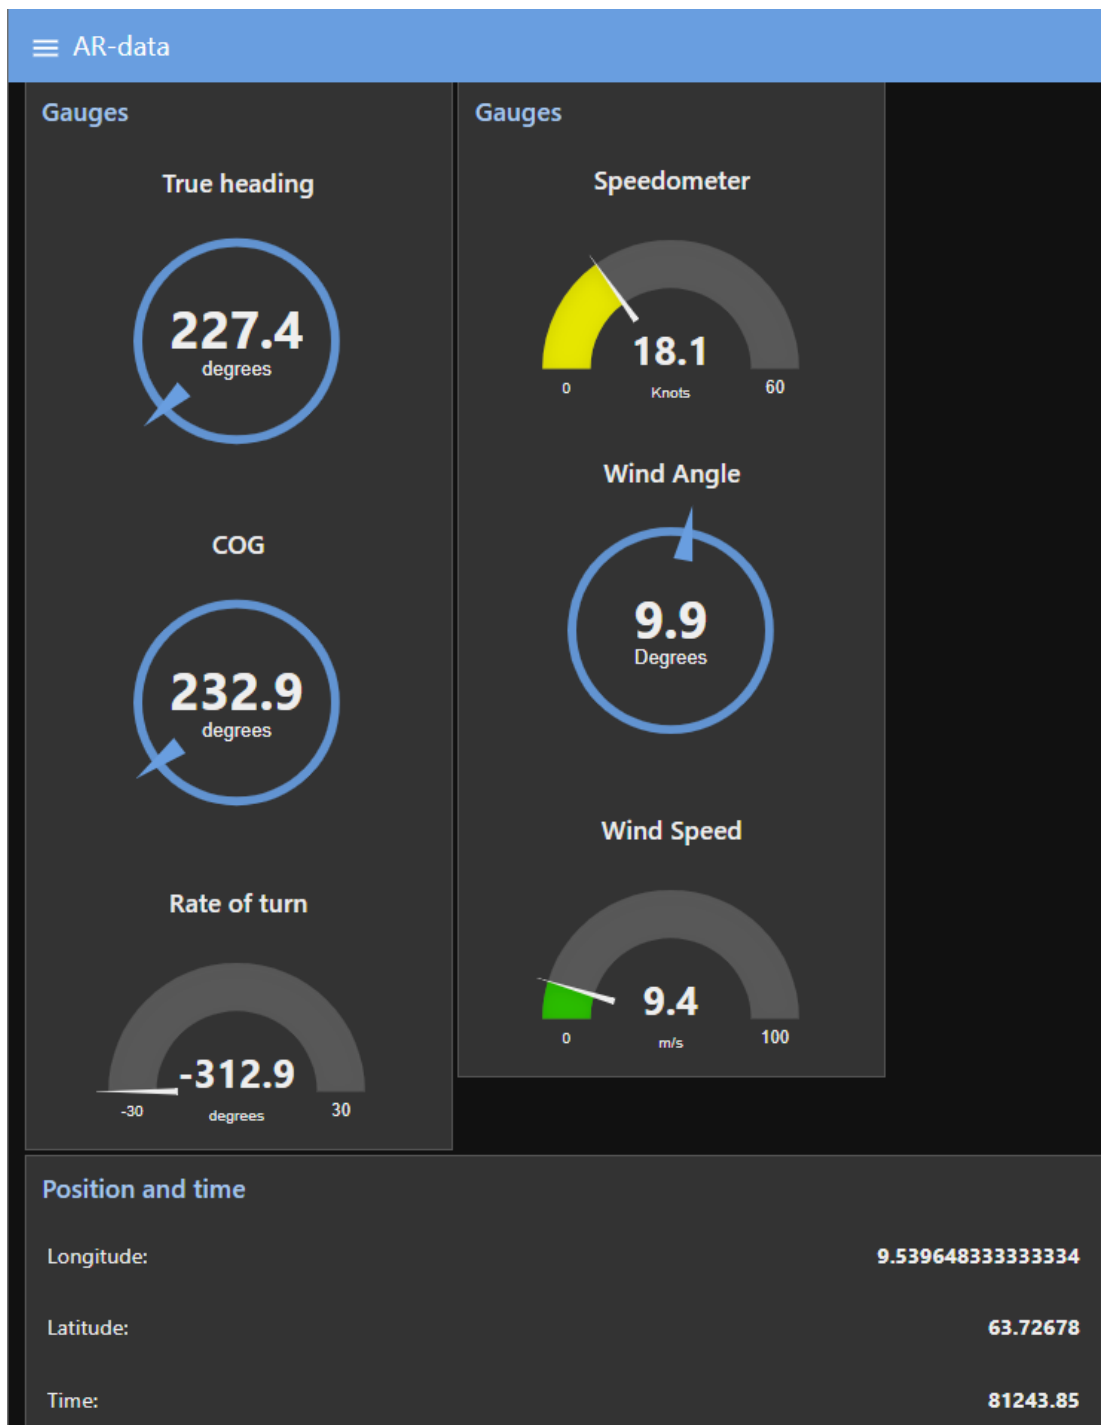 AR-data
Gauges
True heading
227.4
degrees
COG
232.9
degrees
Rate of turn
-312.9
-30
degrees
30
Gauges
Speedometer
18.1
0
Knots
60
Wind Angle
9.9
Degrees
Wind Speed
9.4
0
m/s
100
Position and time
Longitude: 9.539648333333334
Latitude: 63.72678
Time: 81243.85